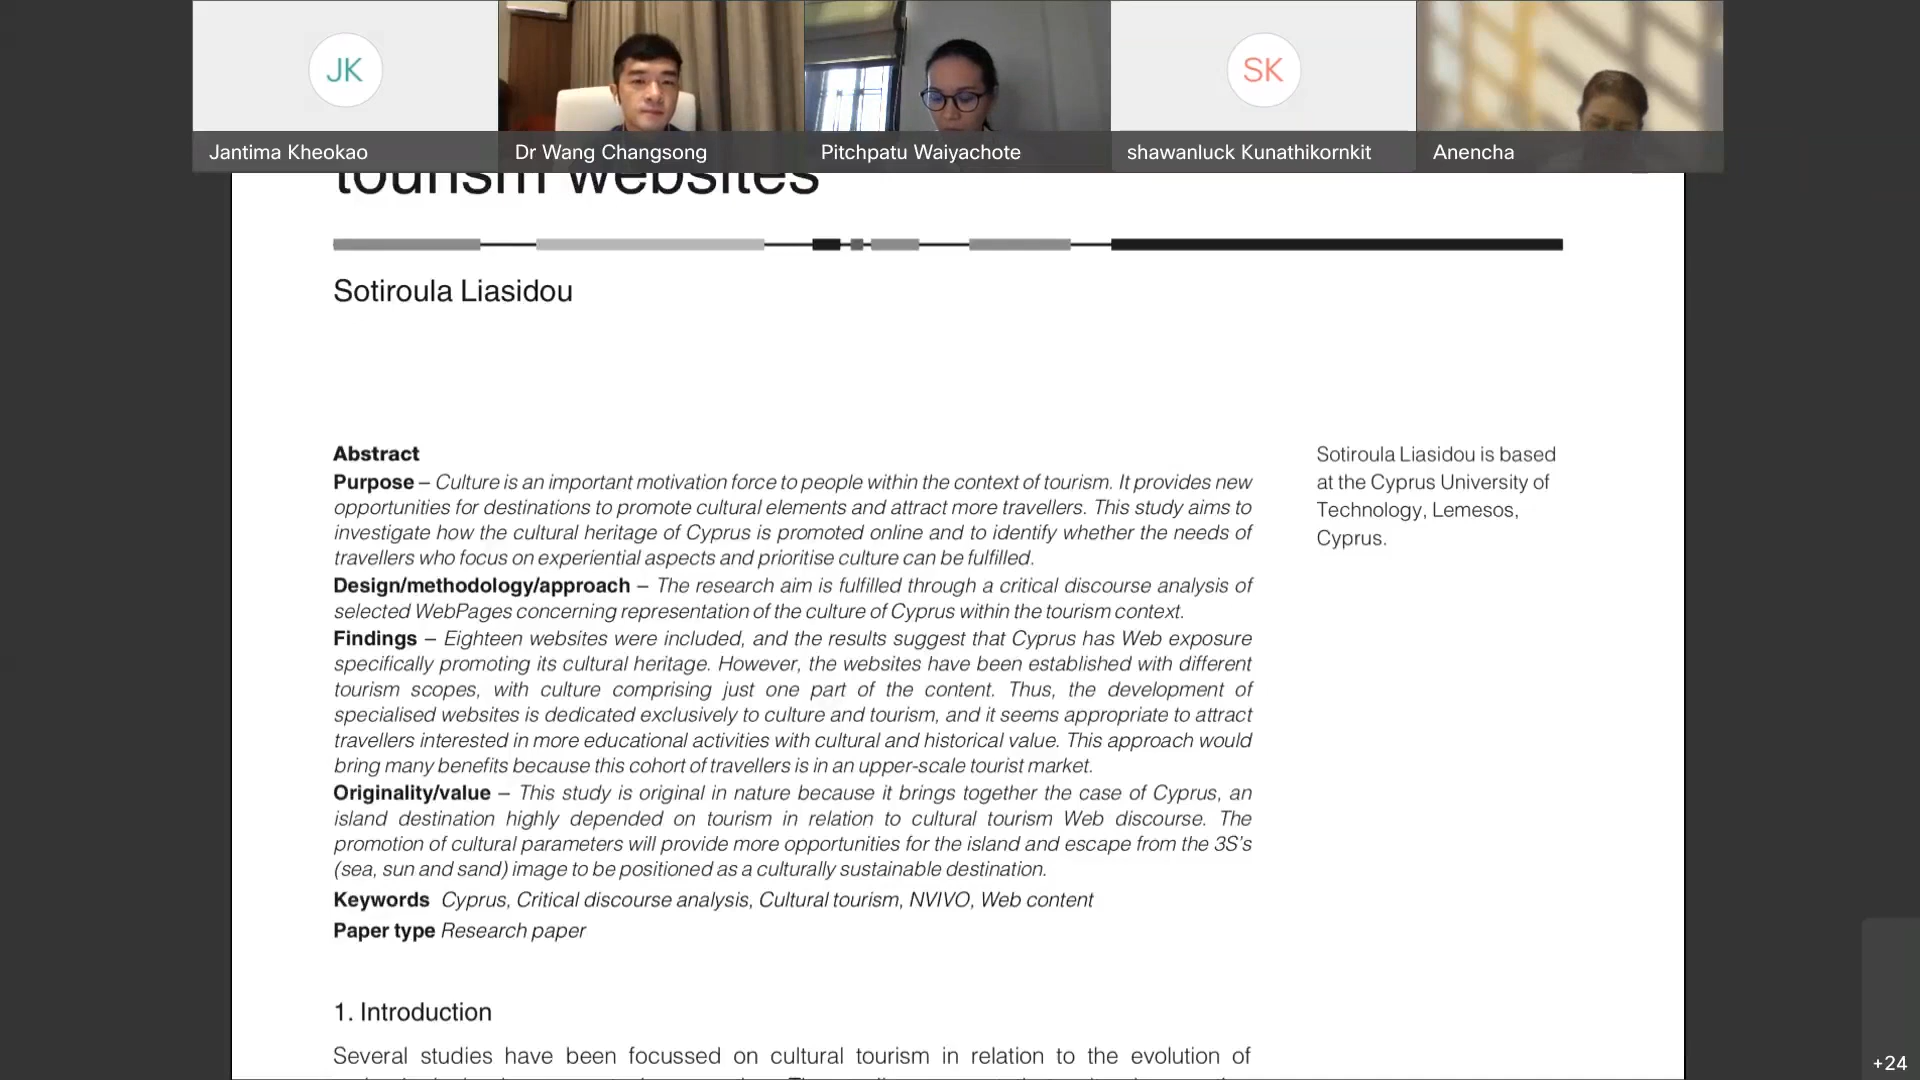 JK
SK
Jantima Kheokao
Dr Wang Changsong
Pitchpatu Waiyachote
shawanluck Kunathikornkit
Anencha
tourism websites
Sotiroula Liasidou
Abstract
Purpose – Culture is an important motivation force to people within the context of tourism. It provides new
opportunities for destinations to promote cultural elements and attract more travellers. This study aims to
investigate how the cultural heritage of Cyprus is promoted online and to identify whether the needs of
travellers who focus on experiential aspects and prioritise culture can be fulfilled.
Design/methodology/approach – The research aim is fulfilled through a critical discourse analysis of
selected WebPages concerning representation of the culture of Cyprus within the tourism context.
Findings – Eighteen websites were included, and the results suggest that Cyprus has Web exposure
specifically promoting its cultural heritage. However, the websites have been established with different
tourism scopes, with culture comprising just one part of the content. Thus, the development of
specialised websites is dedicated exclusively to culture and tourism, and it seems appropriate to attract
travellers interested in more educational activities with cultural and historical value. This approach would
bring many benefits because this cohort of travellers is in an upper-scale tourist market.
Originality/value – This study is original in nature because it brings together the case of Cyprus, an
island destination highly depended on tourism in relation to cultural tourism Web discourse. The
promotion of cultural parameters will provide more opportunities for the island and escape from the 3S's
(sea, sun and sand) image to be positioned as a culturally sustainable destination.
Keywords Cyprus, Critical discourse analysis, Cultural tourism, NVIVO, Web content
Paper type Research paper
Sotiroula Liasidou is based
at the Cyprus University of
Technology, Lemesos,
Cyprus.
1. Introduction
Several studies have been focussed on cultural tourism in relation to the evolution of
+24